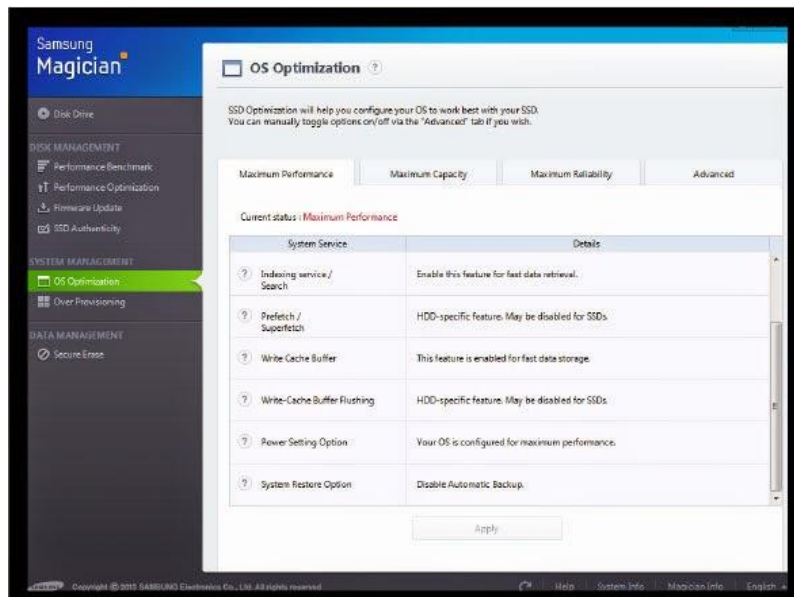 Samsung
Magician
OS Optimization ?
Disk Drive
SSD Optimization will help you configure your OS to work best with your SSD.
You can manually toggle options on/off via the "Advanced" tab if you wish.
DISK MANAGEMENT
Performance Benchmark
Performance Optimization
Firmware Update
SSD Authenticity
SYSTEM MANAGEMENT
OS Optimization
Over Provisioning
DATA MANAGEMENT
Secure Erase
Maximum Performance Maximum Capacity Maximum Reliability Advanced
Current status : Maximum Performance
System Service Details
? Indexing service / Enable this feature for fast data retrieval.
Search
? Prefetch / HDD-specific feature. May be disabled for SSDs.
Superfetch
? Write Cache Buffer This feature is enabled for fast data storage.
? Write-Cache Buffer Flushing HDD-specific feature. May be disabled for SSDs.
? Power Setting Option Your OS is configured for maximum performance.
? System Restore Option Disable Automatic Backup.
Apply
SAMSUNG Copyright © 2013 SAMSUNG Electronics Co., Ltd. All rights reserved Help System Info Magician Info English